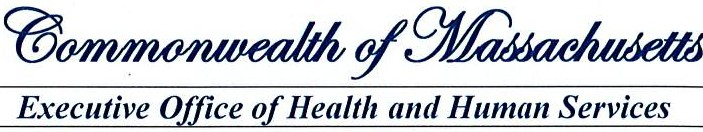 Commonwealth of Massachusetts
Executive Office of Health and Human Services